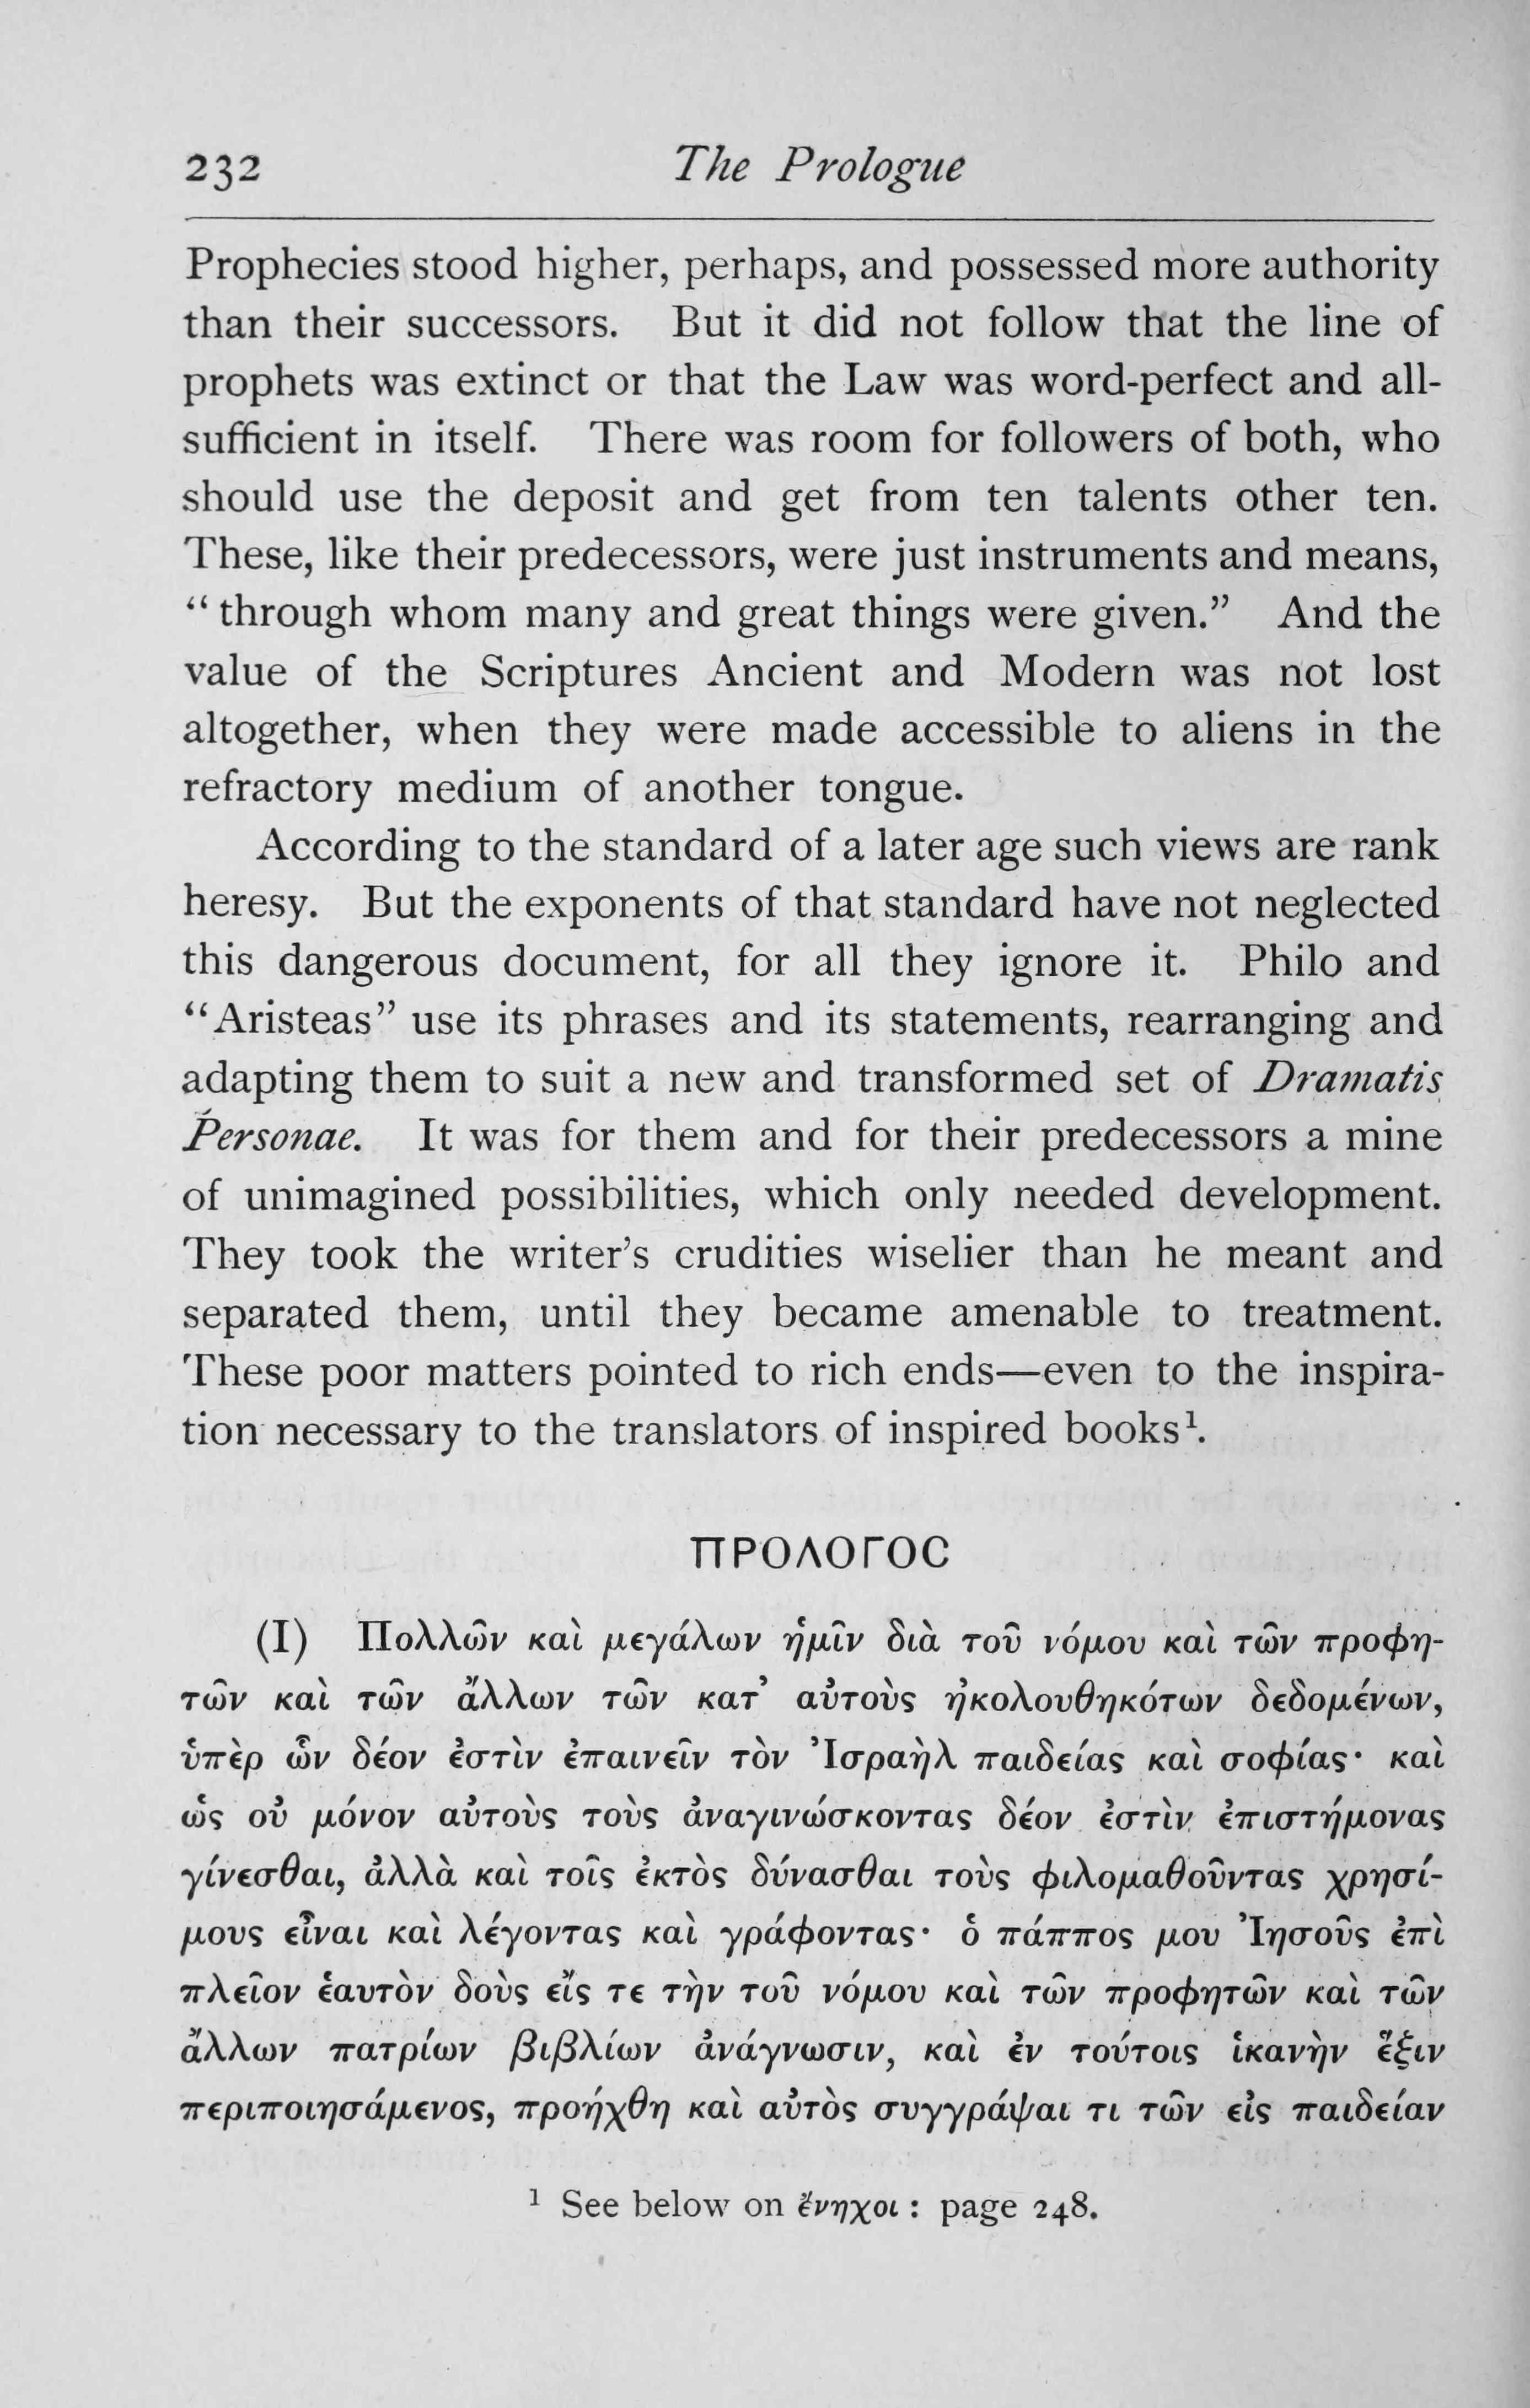 232 The Prologue
Prophecies stood higher, perhaps, and possessed more authority
than their successors. But it did not follow that the line of
prophets was extinct or that the Law was word-perfect and all-
sufficient in itself. There was room for followers of both, who
should use the deposit and get from ten talents other ten.
These, like their predecessors, were just instruments and means,
“through whom many and great things were given.” And the
value of the Scriptures Ancient and Modern was not lost
altogether, when they were made accessible to aliens in the
refractory medium of another tongue.
According to the standard of a later age such views are rank
heresy. But the exponents of that standard have not neglected
this dangerous document, for all they ignore it. Philo and
“Aristeas” use its phrases and its statements, rearranging and
adapting them to suit a new and transformed set of Dramatis
Personae. It was for them and for their predecessors a mine
of unimagined possibilities, which only needed development.
They took the writer’s crudities wiselier than he meant and
separated them, until they became amenable to treatment.
These poor matters pointed to rich ends—even to the inspira-
tion necessary to the translators of inspired books¹.
ΠΡΟΛΟΓΟC
(I) Πολλῶν καὶ μεγάλων ἡμῖν διὰ τοῦ νόμου καὶ τῶν προφη-
τῶν καὶ τῶν ἄλλων τῶν κατ’ αὐτοὺς ἠκολουθηκότων δεδομένων,
ὑπὲρ ὧν δέον ἐστὶν ἐπαινεῖν τὸν Ἰσραὴλ παιδείας καὶ σοφίας· καὶ
ὡς οὐ μόνον αὐτοὺς τοὺς ἀναγινώσκοντας δέον ἐστὶν ἐπιστήμονας
γίνεσθαι, ἀλλὰ καὶ τοῖς ἐκτὸς δύνασθαι τοὺς φιλομαθοῦντας χρησί-
μους εἶναι καὶ λέγοντας καὶ γράφοντας· ὁ πάππος μου Ἰησοῦς ἐπὶ
πλεῖον ἑαυτὸν δοὺς εἴς τε τὴν τοῦ νόμου καὶ τῶν προφητῶν καὶ τῶν
ἄλλων πατρίων βιβλίων ἀνάγνωσιν, καὶ ἐν τούτοις ἱκανὴν ἕξιν
περιποιησάμενος, προήχθη καὶ αὐτὸς συγγράψαι τι τῶν εἰς παιδείαν
¹ See below on ἔνηχοι : page 248.